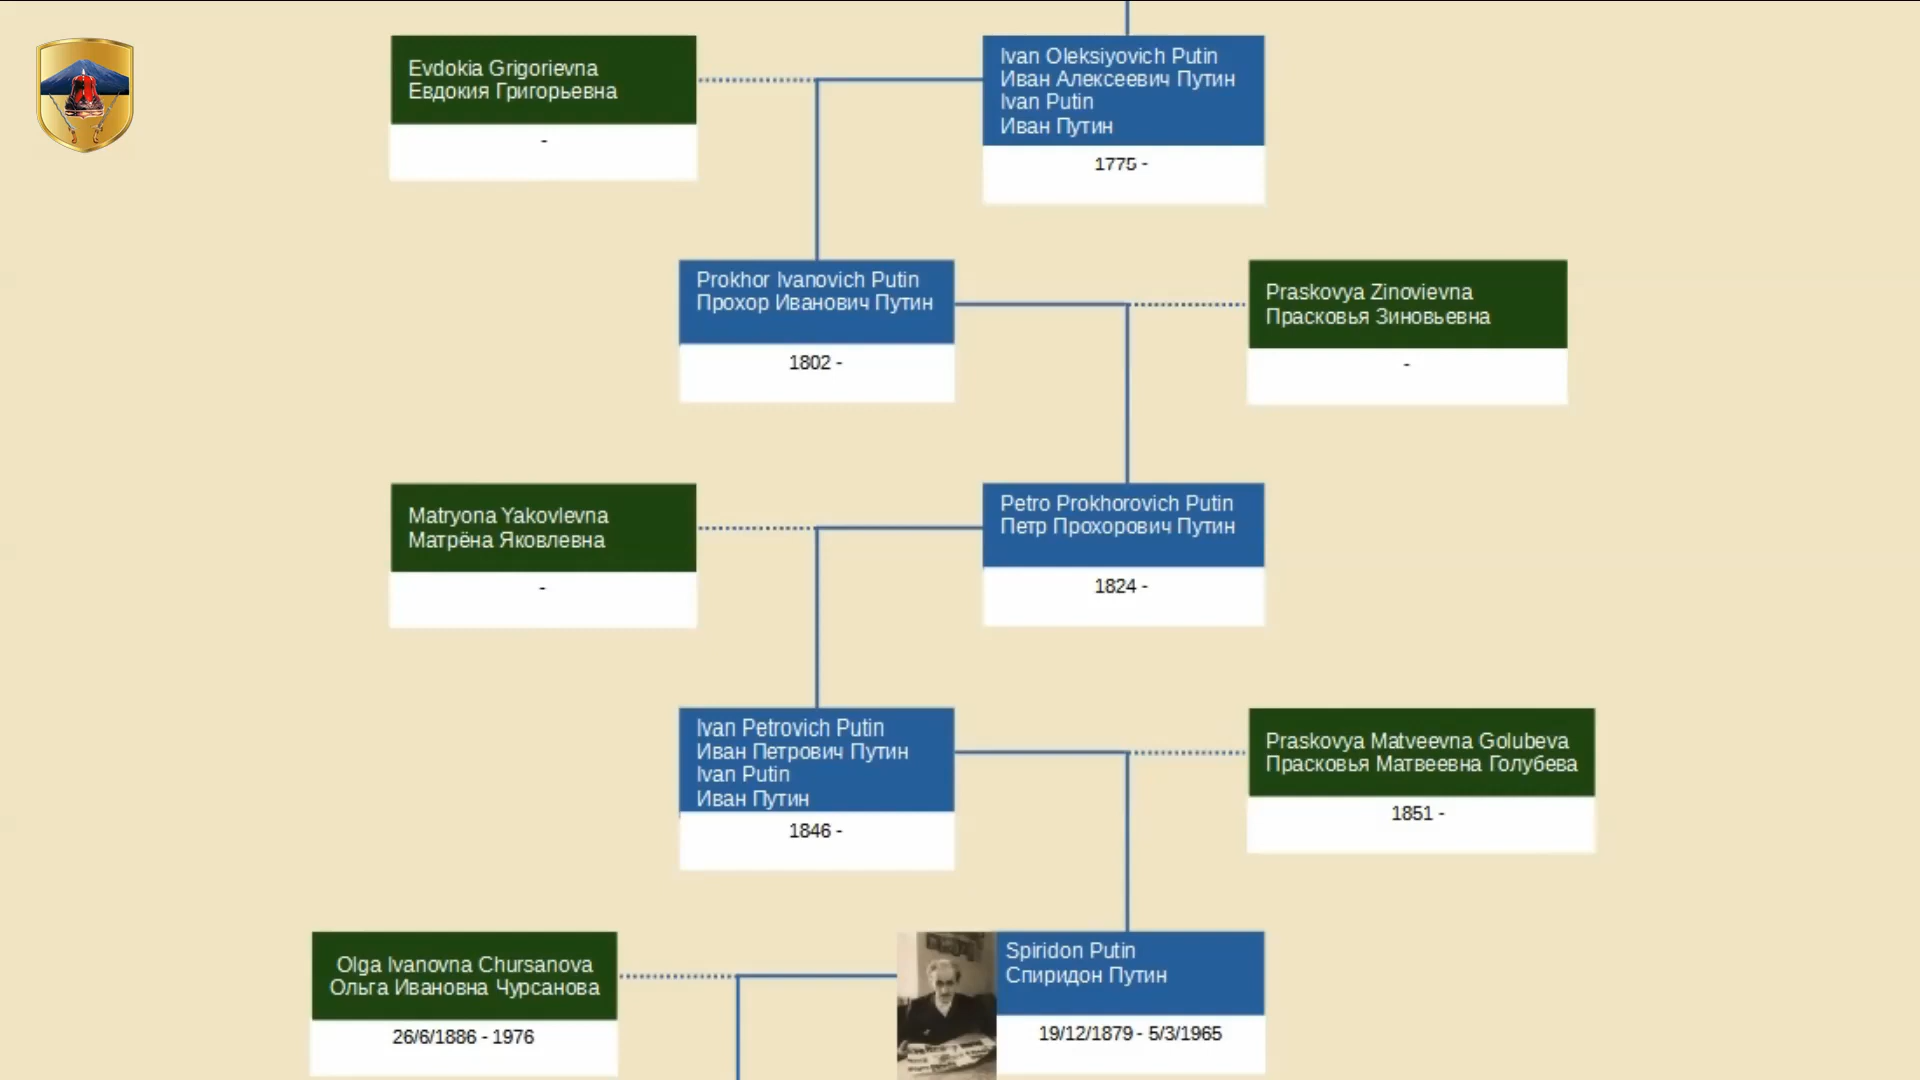 Evdokia Grigorievna
Евдокия Григорьевна
-
Ivan Oleksiyovich Putin
Иван Алексеевич Путин
Ivan Putin
Иван Путин
1775 -
Prokhor Ivanovich Putin
Прохор Иванович Путин
1802 -
Praskovya Zinovievna
Прасковья Зиновьевна
-
Matryona Yakovlevna
Матрёна Яковлевна
-
Petro Prokhorovich Putin
Петр Прохорович Путин
1824 -
Ivan Petrovich Putin
Иван Петрович Путин
Ivan Putin
Иван Путин
1846 -
Praskovya Matveevna Golubeva
Прасковья Матвеевна Голубева
1851 -
Olga Ivanovna Chursanova
Ольга Ивановна Чурсанова
26/6/1886 - 1976
Spiridon Putin
Спиридон Путин
19/12/1879 - 5/3/1965